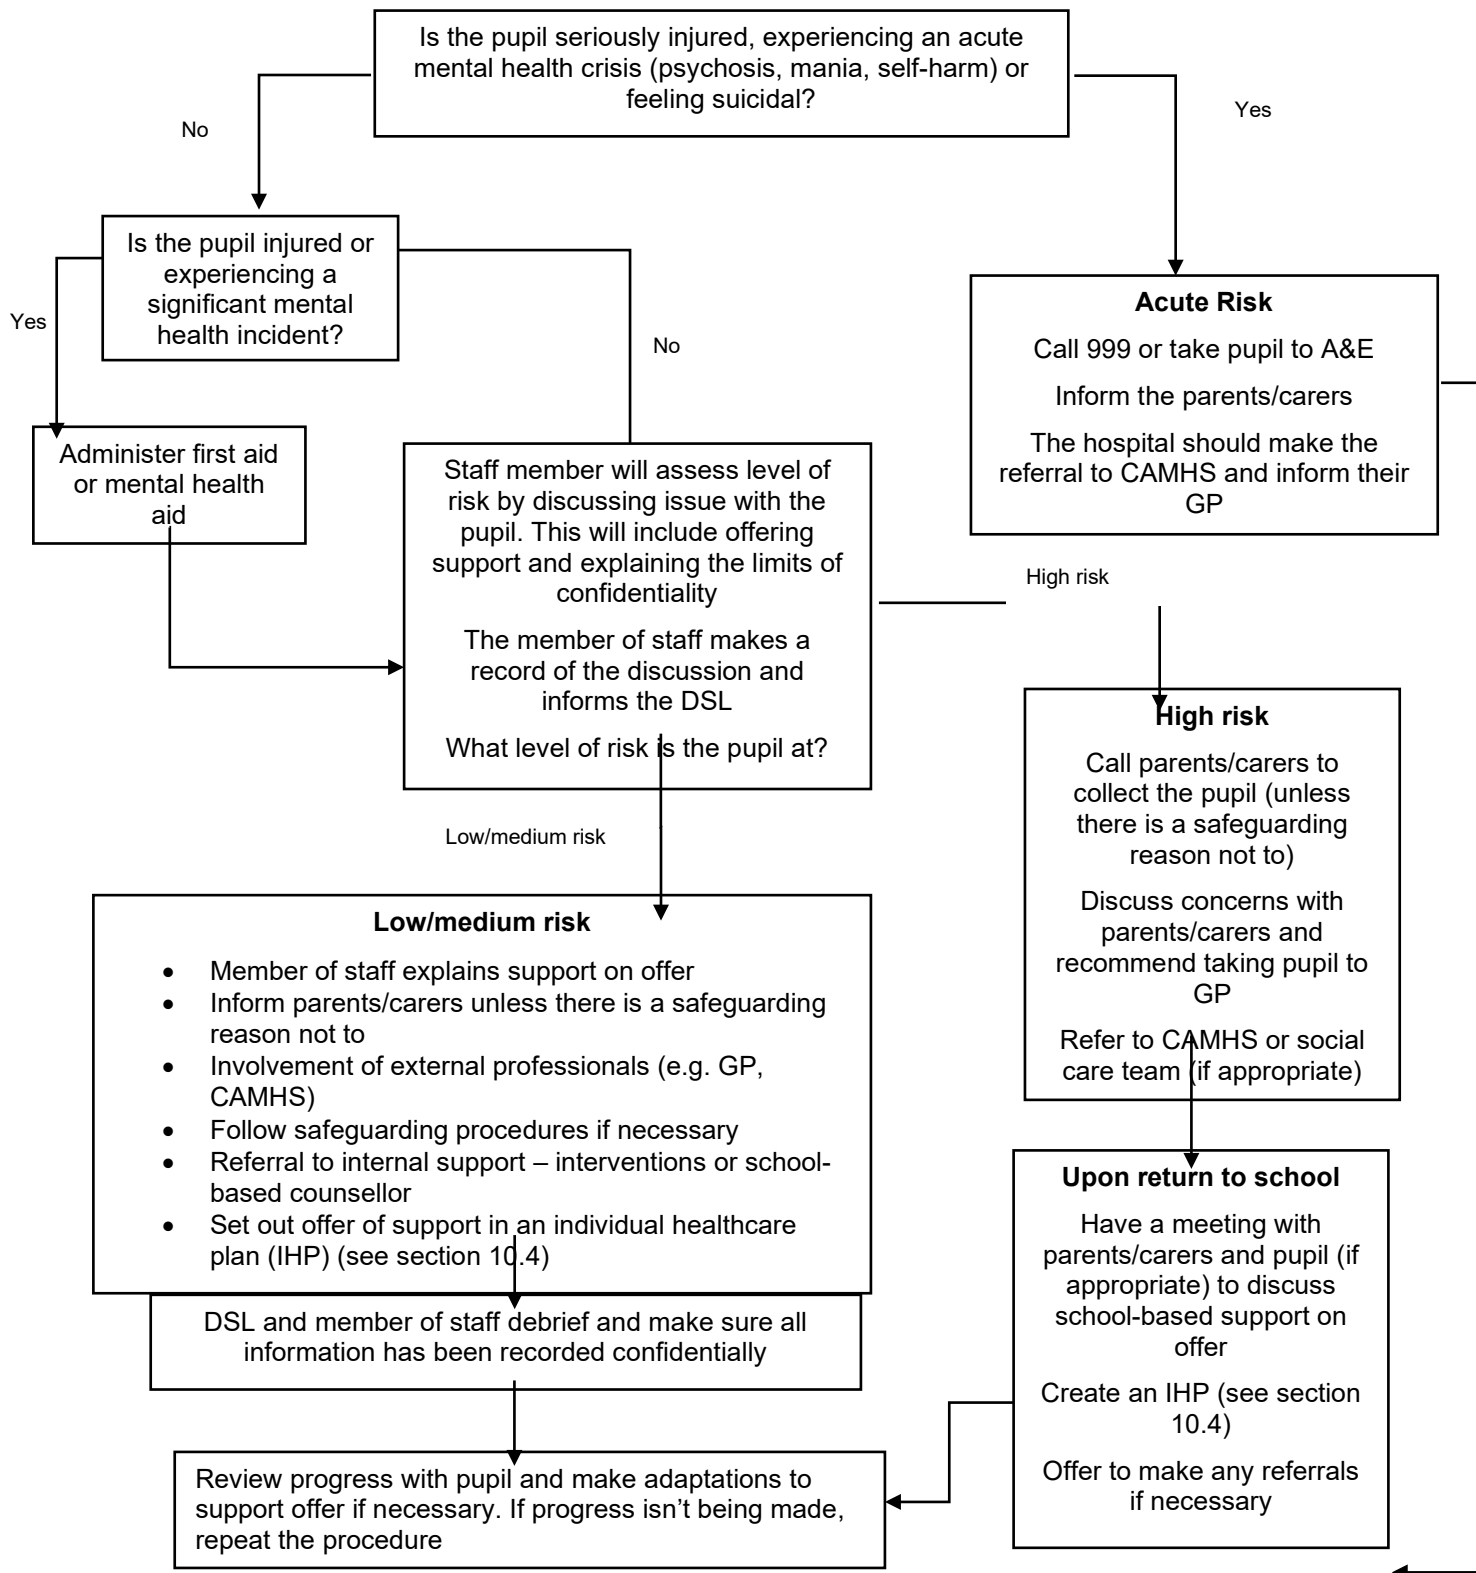 Is the pupil seriously injured, experiencing an acute
mental health crisis (psychosis, mania, self-harm) or
feeling suicidal?
No
Yes
Is the pupil injured or
experiencing a
significant mental
health incident?
Yes
No
Acute Risk
Call 999 or take pupil to A&E
Inform the parents/carers
The hospital should make the
referral to CAMHS and inform their
GP
Administer first aid
or mental health
aid
Staff member will assess level of
risk by discussing issue with the
pupil. This will include offering
support and explaining the limits of
confidentiality
The member of staff makes a
record of the discussion and
informs the DSL
What level of risk is the pupil at?
High risk
High risk
Call parents/carers to
collect the pupil (unless
there is a safeguarding
reason not to)
Discuss concerns with
parents/carers and
recommend taking pupil to
GP
Refer to CAMHS or social
care team (if appropriate)
Low/medium risk
Low/medium risk
• Member of staff explains support on offer
• Inform parents/carers unless there is a safeguarding
reason not to
• Involvement of external professionals (e.g. GP,
CAMHS)
• Follow safeguarding procedures if necessary
• Referral to internal support – interventions or school-
based counsellor
• Set out offer of support in an individual healthcare
plan (IHP) (see section 10.4)
Upon return to school
Have a meeting with
parents/carers and pupil (if
appropriate) to discuss
school-based support on
offer
Create an IHP (see section
10.4)
Offer to make any referrals
if necessary
DSL and member of staff debrief and make sure all
information has been recorded confidentially
Review progress with pupil and make adaptations to
support offer if necessary. If progress isn’t being made,
repeat the procedure